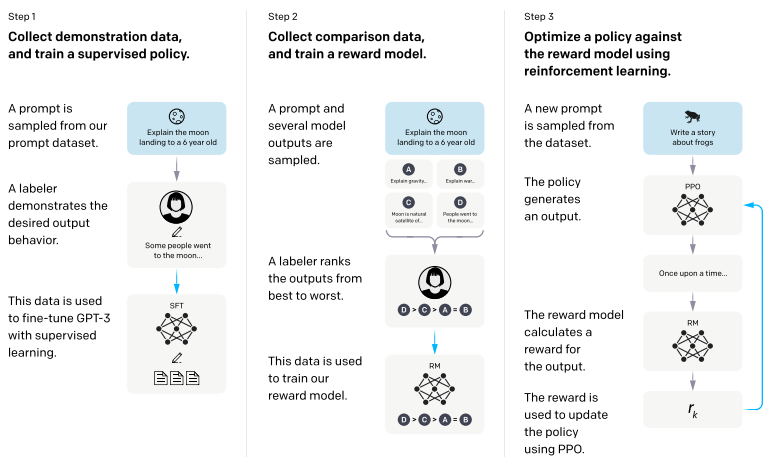 Step 1
Collect demonstration data,
and train a supervised policy.
A prompt is
sampled from our
prompt dataset.
Explain the moon
landing to a 6 year old
A labeler
demonstrates the
desired output
behavior.
Some people went
to the moon...
This data is used
to fine-tune GPT-3
with supervised
learning.
SFT
Step 2
Collect comparison data,
and train a reward model.
A prompt and
several model
outputs are
sampled.
Explain the moon
landing to a 6 year old
A
Explain gravity...
B
Explain war...
C
Moon is natural
satellite of...
D
People went to
the moon...
A labeler ranks
the outputs from
best to worst.
D > C > A = B
This data is used
to train our
reward model.
RM
D > C > A = B
Step 3
Optimize a policy against
the reward model using
reinforcement learning.
A new prompt
is sampled from
the dataset.
Write a story
about frogs
The policy
generates
an output.
PPO
Once upon a time...
The reward model
calculates a
reward for
the output.
RM
The reward is
used to update
the policy
using PPO.
rk